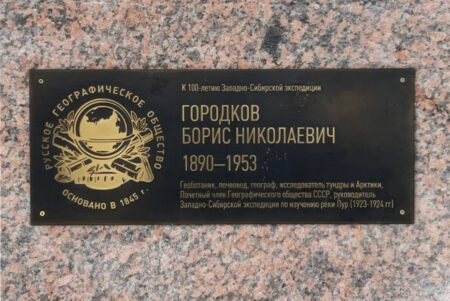 РУССКОЕ ГЕОГРАФИЧЕСКОЕ ОБЩЕСТВО
ОСНОВАНО В 1845 г.
К 100-летию Западно-Сибирской экспедиции
ГОРОДКОВ
БОРИС НИКОЛАЕВИЧ
1890—1953
Геоботаник, почвовед, географ, исследователь тундры и Арктики,
Почетный член Географического общества СССР, руководитель
Западно-Сибирской экспедиции по изучению реки Пур (1923-1924 гг)